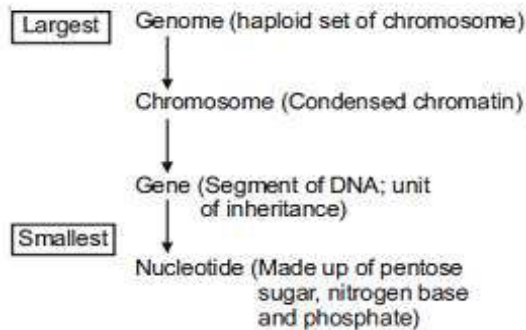 Largest
Genome (haploid set of chromosome)
Chromosome (Condensed chromatin)
Gene (Segment of DNA; unit
of inheritance)
Smallest
Nucleotide (Made up of pentose
sugar, nitrogen base
and phosphate)